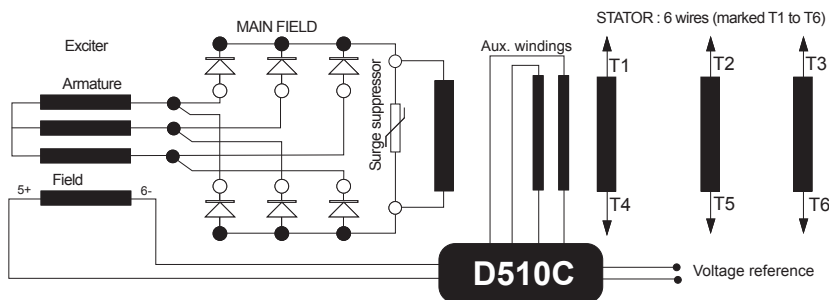 STATOR : 6 wires (marked T1 to T6)
MAIN FIELD
Exciter
Aux. windings
T1
T2
T3
Armature
Surge suppressor
Field
5+
6-
T4
T5
T6
D510C
Voltage reference